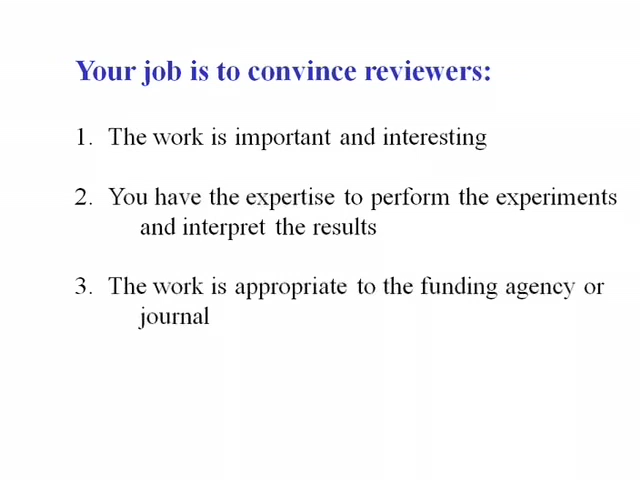 Your job is to convince reviewers:
1. The work is important and interesting
2. You have the expertise to perform the experiments
and interpret the results
3. The work is appropriate to the funding agency or
journal